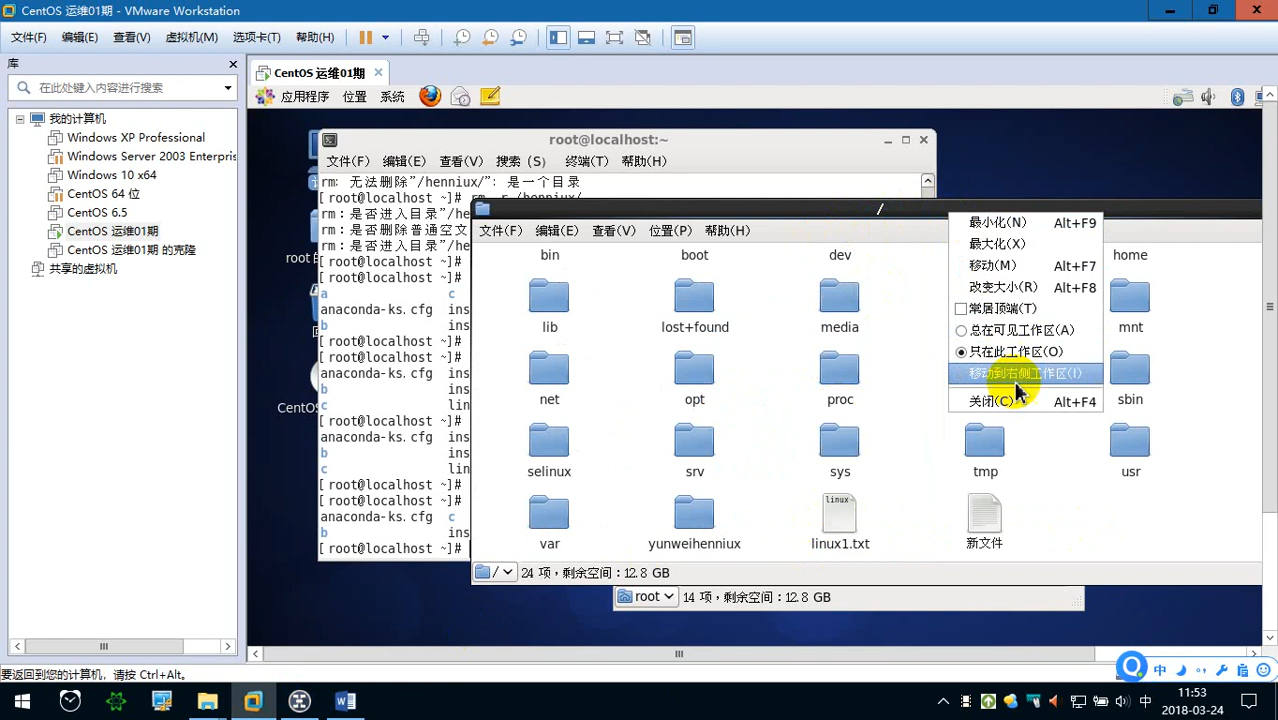 CentOS 运维01期 - VMware Workstation
文件(F) 编辑(E) 查看(V) 虚拟机(M) 选项卡(T) 帮助(H)
库
在此处键入内容进行搜索
我的计算机
Windows XP Professional
Windows Server 2003 Enterpris
Windows 10 x64
CentOS 64 位
CentOS 6.5
CentOS 运维01期
CentOS 运维01期 的克隆
共享的虚拟机
CentOS 运维01期
应用程序 位置 系统
root@localhost:~
文件(F) 编辑(E) 查看(V) 搜索 (S) 终端(T) 帮助(H)
rm: 无法删除"/henniux/": 是一个目录
[root@localhost ~]# rm -r /henniux/
rm：是否进入目录"/he
rm：是否删除普通空文
rm：是否进入目录"/he
[root@localhost ~]#
[root@localhost ~]#
a c
anaconda-ks.cfg ins
b ins
[root@localhost ~]#
[root@localhost ~]#
anaconda-ks.cfg ins
b ins
c lin
[root@localhost ~]#
anaconda-ks.cfg ins
b ins
c lin
[root@localhost ~]#
[root@localhost ~]#
anaconda-ks.cfg c
b ins
[root@localhost ~]#
root
CentO
/
文件(F) 编辑(E) 查看(V) 位置(P) 帮助(H)
bin boot dev home
lib lost+found media mnt
net opt proc sbin
selinux srv sys tmp usr
linux
var yunweihenniux linux1.txt 新文件
/ 24 项，剩余空间：12.8 GB
root 14 项，剩余空间：12.8 GB
最小化(N) Alt+F9
最大化(X)
移动(M) Alt+F7
改变大小(R) Alt+F8
常居顶端(T)
总在可见工作区(A)
只在此工作区(O)
移动到右侧工作区(I)
关闭(C) Alt+F4
要返回到您的计算机，请按 Ctrl+Alt。
中
中
11:53
2018-03-24